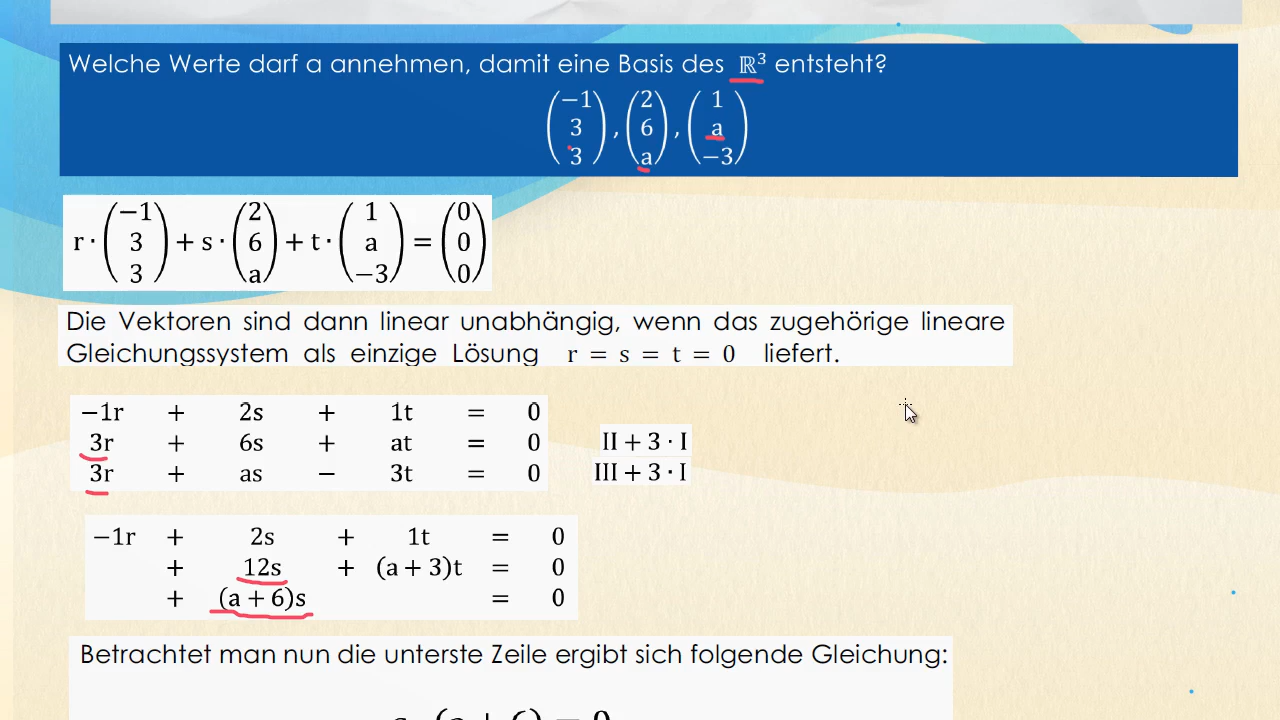 Welche Werte darf a annehmen, damit eine Basis des ℝ³ entsteht?
(−1 3 3), (2 6 a), (1 a −3)
r · (−1 3 3) + s · (2 6 a) + t · (1 a −3) = (0 0 0)
Die Vektoren sind dann linear unabhängig, wenn das zugehörige lineare
Gleichungssystem als einzige Lösung r = s = t = 0 liefert.
−1r + 2s + 1t = 0
3r + 6s + at = 0 II + 3 · I
3r + as − 3t = 0 III + 3 · I
−1r + 2s + 1t = 0
+ 12s + (a + 3)t = 0
+ (a + 6)s = 0
Betrachtet man nun die unterste Zeile ergibt sich folgende Gleichung: